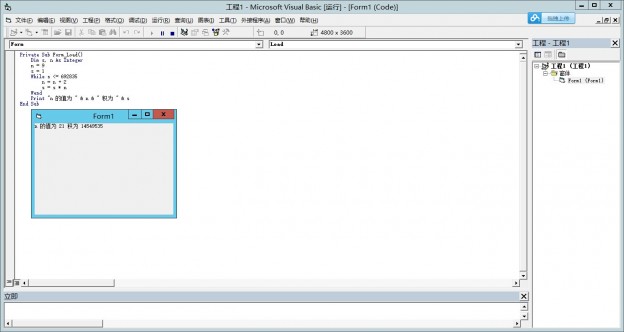 工程1 - Microsoft Visual Basic [运行] - [Form1 (Code)]
文件(F) 编辑(E) 视图(V) 工程(P) 格式(O) 调试(D) 运行(R) 查询(U) 图表(I) 工具(T) 外接程序(A) 窗口(W) 帮助(H)
拖拽上传
0, 0 4800 x 3600
Form Load
Private Sub Form_Load()
Dim s, n As Integer
n = 9
s = 1
While s <= 692835
n = n + 2
s = s * n
Wend
Print "n 的值为 " & n & " 积为 " & s
End Sub
Form1
n 的值为 21 积为 14549535
工程 - 工程1
工程1 (工程1)
窗体
Form1 (Form1)
立即